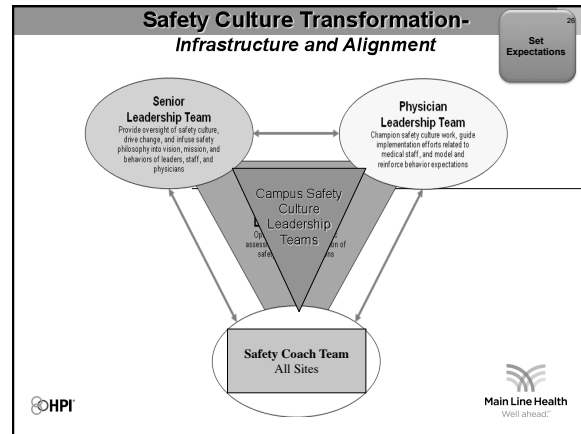 Safety Culture Transformation-
Infrastructure and Alignment
26
Set
Expectations
Senior
Leadership Team
Provide oversight of safety culture,
drive change, and infuse safety
philosophy into vision, mission, and
behaviors of leaders, staff, and
physicians
Physician
Leadership Team
Champion safety culture work, guide
implementation efforts related to
medical staff, and model and
reinforce behavior expectations
Campus Safety
Culture
Leadership
Teams
Safety Coach Team
All Sites
HPI
Main Line Health
Well ahead.